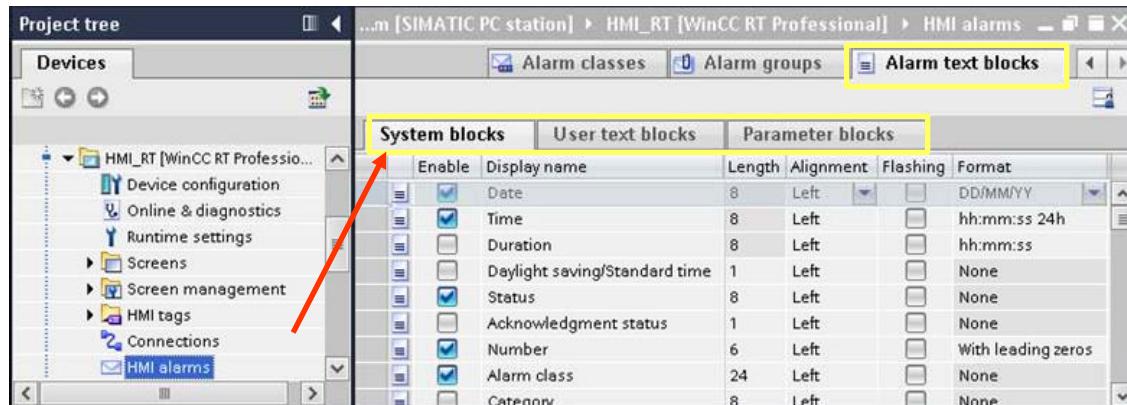 Project tree
...m [SIMATIC PC station] ▸ HMI_RT [WinCC RT Professional] ▸ HMI alarms
Devices
Alarm classes Alarm groups Alarm text blocks
System blocks User text blocks Parameter blocks
HMI_RT [WinCC RT Professio...
Device configuration
Online & diagnostics
Runtime settings
Screens
Screen management
HMI tags
Connections
HMI alarms
Enable Display name Length Alignment Flashing Format
Date 8 Left DD/MM/YY
Time 8 Left hh:mm:ss 24h
Duration 8 Left hh:mm:ss
Daylight saving/Standard time 1 Left None
Status 8 Left None
Acknowledgment status 1 Left None
Number 6 Left With leading zeros
Alarm class 24 Left None
Category 8 Left None